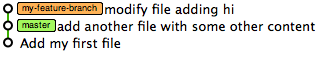 my-feature-branch modify file adding hi
master add another file with some other content
Add my first file